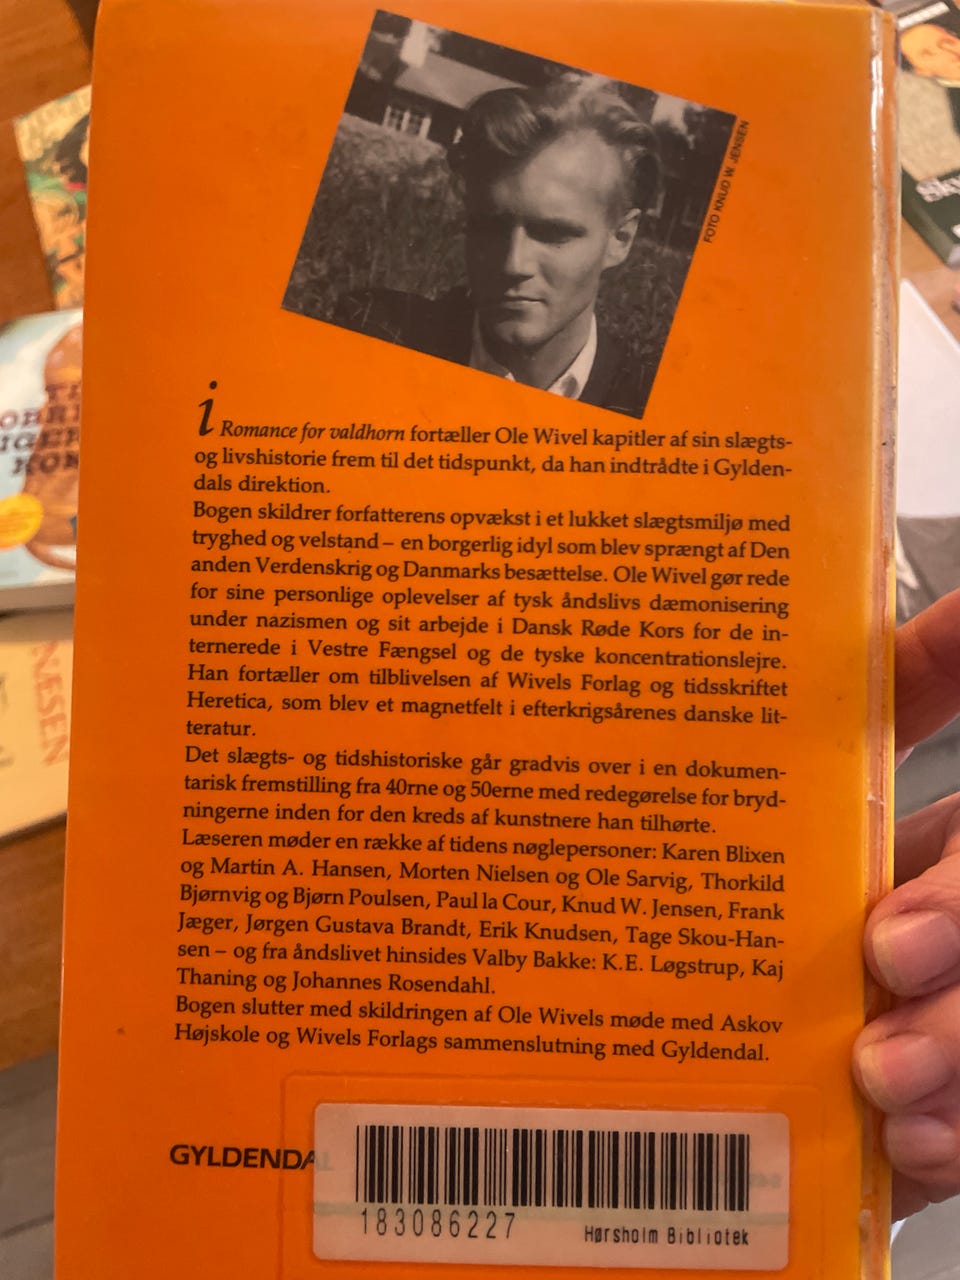 FOTO KNUD W. JENSEN
i Romance for valdhorn fortæller Ole Wivel kapitler af sin slægts-
og livshistorie frem til det tidspunkt, da han indtrådte i Gylden-
dals direktion.
Bogen skildrer forfatterens opvækst i et lukket slægtsmiljø med
tryghed og velstand – en borgerlig idyl som blev sprængt af Den
anden Verdenskrig og Danmarks besættelse. Ole Wivel gør rede
for sine personlige oplevelser af tysk åndslivs dæmonisering
under nazismen og sit arbejde i Dansk Røde Kors for de in-
ternerede i Vestre Fængsel og de tyske koncentrationslejre.
Han fortæller om tilblivelsen af Wivels Forlag og tidsskriftet
Heretica, som blev et magnetfelt i efterkrigsårenes danske lit-
teratur.
Det slægts- og tidshistoriske går gradvis over i en dokumen-
tarisk fremstilling fra 40rne og 50erne med redegørelse for bryd-
ningerne inden for den kreds af kunstnere han tilhørte.
Læseren møder en række af tidens nøglepersoner: Karen Blixen
og Martin A. Hansen, Morten Nielsen og Ole Sarvig, Thorkild
Bjørnvig og Bjørn Poulsen, Paul la Cour, Knud W. Jensen, Frank
Jæger, Jørgen Gustava Brandt, Erik Knudsen, Tage Skou-Han-
sen – og fra åndslivet hinsides Valby Bakke: K.E. Løgstrup, Kaj
Thaning og Johannes Rosendahl.
Bogen slutter med skildringen af Ole Wivels møde med Askov
Højskole og Wivels Forlags sammenslutning med Gyldendal.
GYLDENDAL
183086227
Hørsholm Bibliotek
NÆSEN